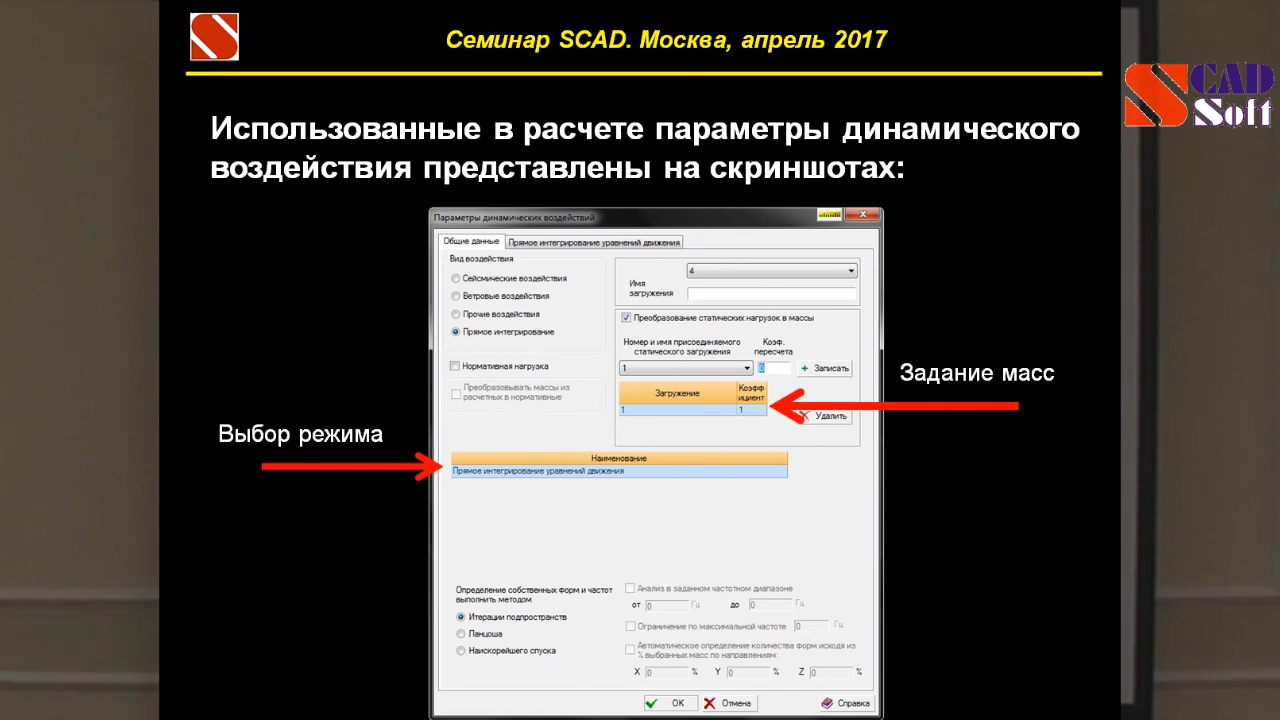 Семинар SCAD. Москва, апрель 2017
SCAD
Soft
Использованные в расчете параметры динамического
воздействия представлены на скриншотах:
Параметры динамических воздействий
Общие данные
Прямое интегрирование уравнений движения
Вид воздействия
Сейсмические воздействия
Ветровые воздействия
Прочие воздействия
Прямое интегрирование
Нормативная нагрузка
Преобразовывать массы из
расчетных в нормативные
4
Имя
загружения
Преобразование статических нагрузок в массы
Номер и имя присоединяемого
статического загружения
Коэф.
пересчета
1
0
Записать
Загружение
Коэфф
ициент
1
1
Удалить
Задание масс
Выбор режима
Наименование
Прямое интегрирование уравнений движения
Определение собственных форм и частот
выполнить методом
Итерации подпространств
Панцоша
Наискорейшего спуска
Анализ в заданном частотном диапазоне
от 0 Гц до 0 Гц
Ограничение по максимальной частоте 0 Гц
Автоматическое определение количества форм исходя из
% выбранных масс по направлениям:
X 0 % Y 0 % Z 0 %
OK
Отмена
Справка